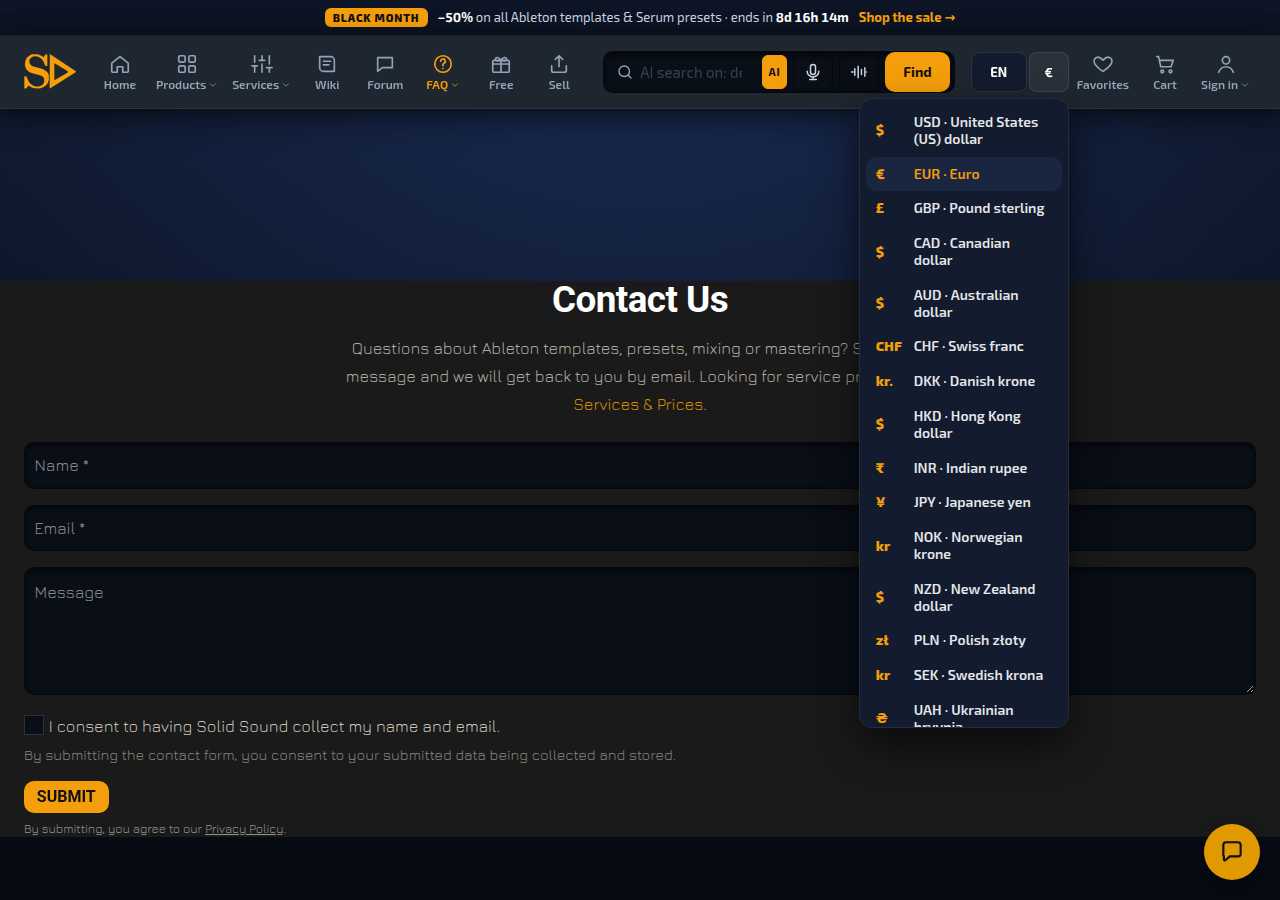 BLACK MONTH −50% on all Ableton templates & Serum presets · ends in 8d 16h 14m Shop the sale →
S
Home Products Services Wiki Forum FAQ Free Sell
AI search on: dr AI Find EN €
Favorites Cart Sign in
$ USD · United States (US) dollar
€ EUR · Euro
£ GBP · Pound sterling
$ CAD · Canadian dollar
$ AUD · Australian dollar
CHF CHF · Swiss franc
kr. DKK · Danish krone
$ HKD · Hong Kong dollar
₹ INR · Indian rupee
¥ JPY · Japanese yen
kr NOK · Norwegian krone
$ NZD · New Zealand dollar
zł PLN · Polish złoty
kr SEK · Swedish krona
₴ UAH · Ukrainian
Contact Us
Questions about Ableton templates, presets, mixing or mastering?
message and we will get back to you by email. Looking for service
Services & Prices.
Name *
Email *
Message
I consent to having Solid Sound collect my name and email.
By submitting the contact form, you consent to your submitted data being collected and stored.
SUBMIT
By submitting, you agree to our Privacy Policy.